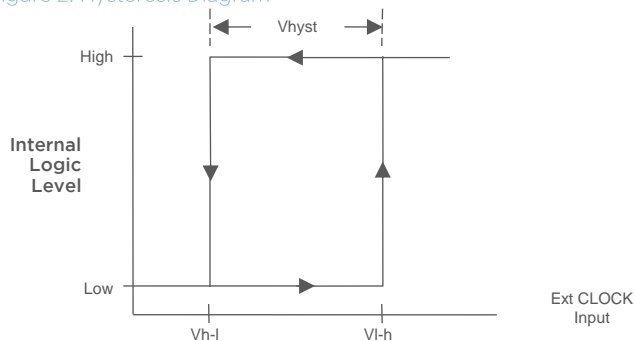 Figure 2. Hysteresis Diagram
Vhyst
High
Internal
Logic
Level
Low
Ext CLOCK
Input
Vh-l
Vl-h